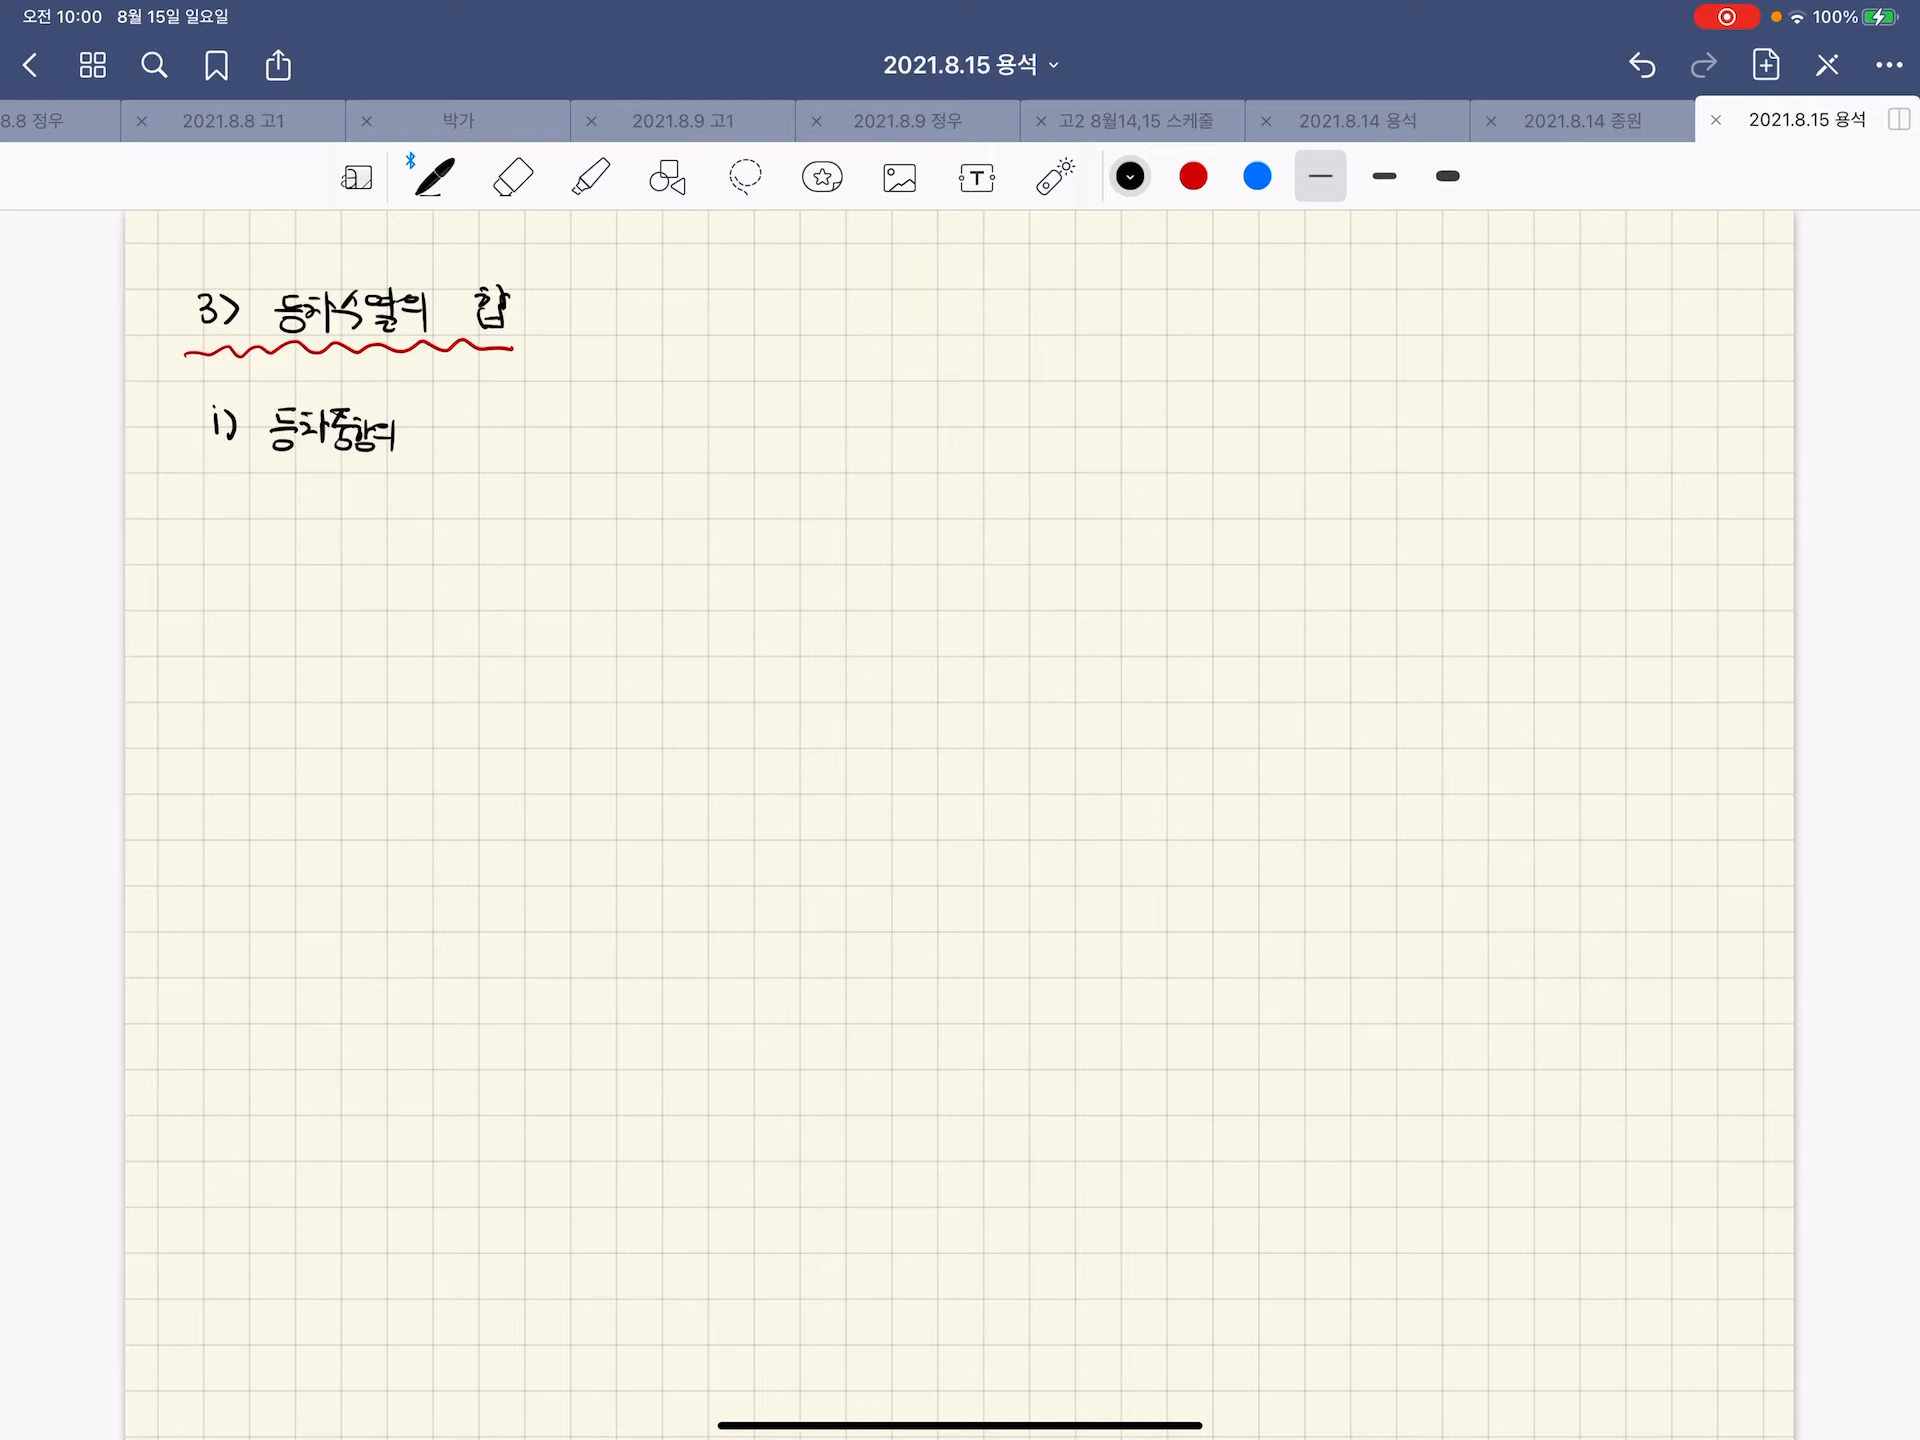 오전 10:00 8월 15일 일요일
100%
2021.8.15 용석
8.8 정우
2021.8.8 고1
박가
2021.8.9 고1
2021.8.9 정우
고2 8월14,15 스케줄
2021.8.14 용석
2021.8.14 종원
2021.8.15 용석
3> 등차수열의 합
i) 등차중항의